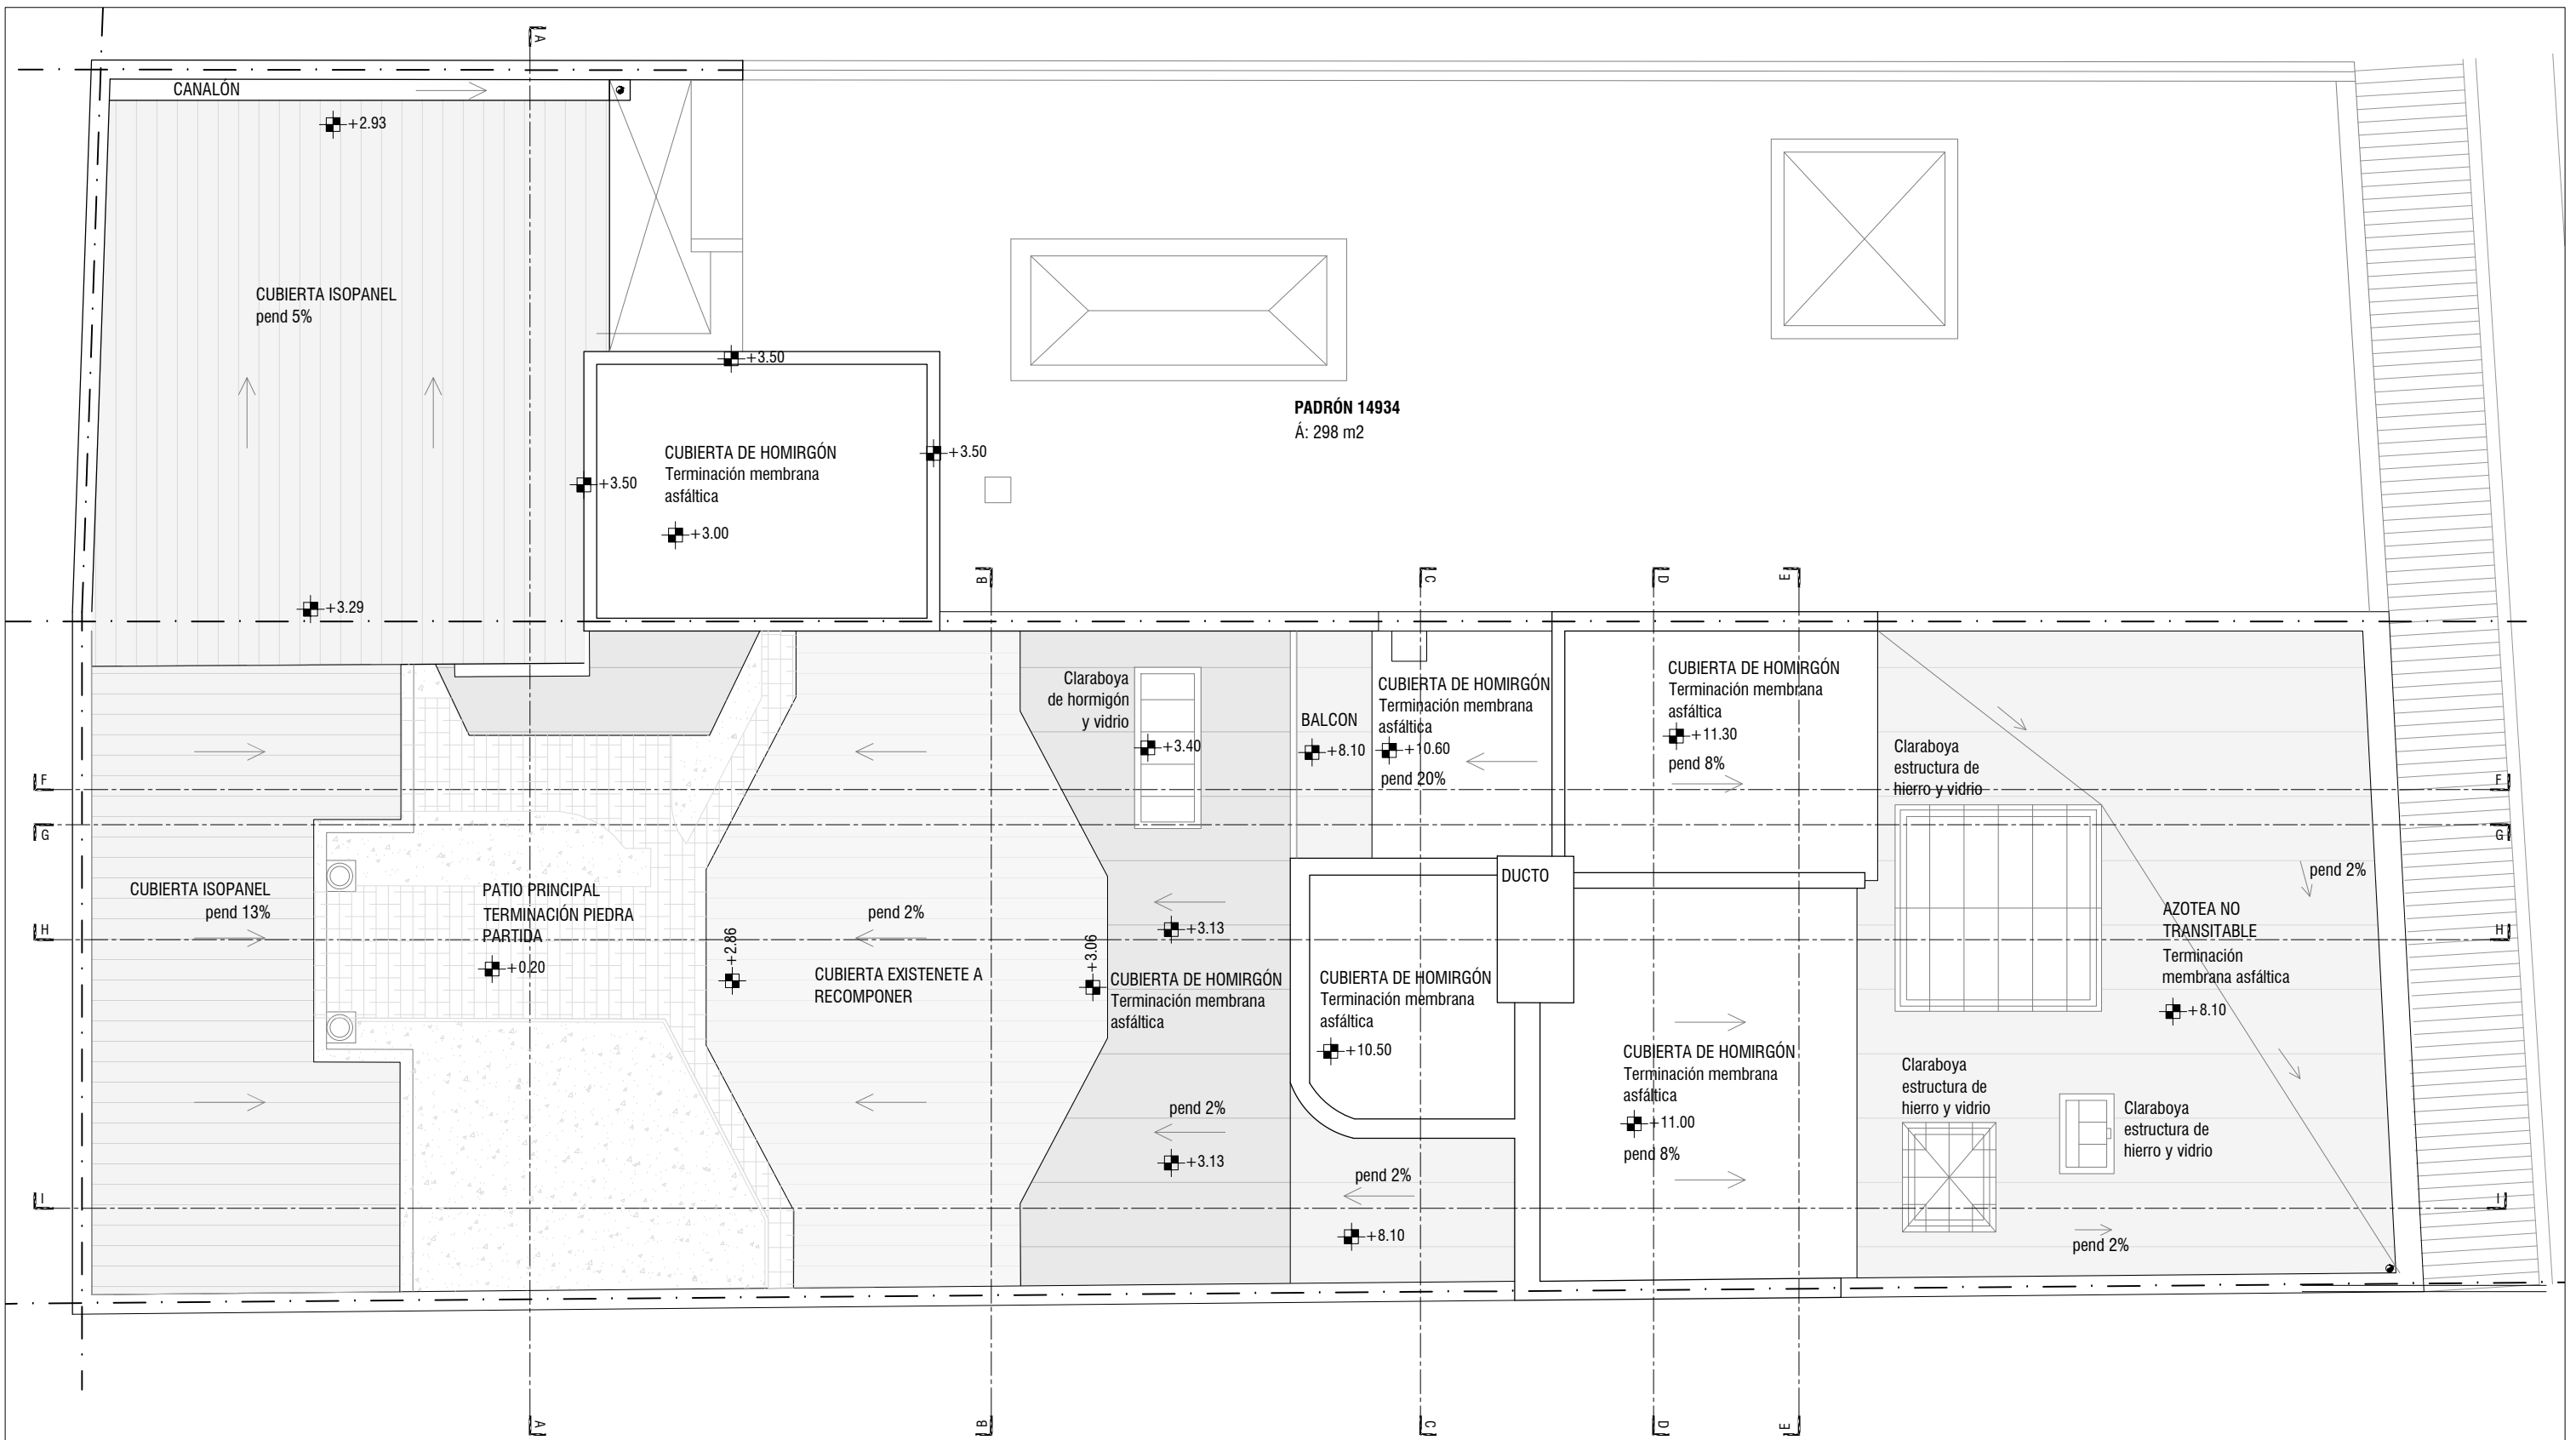 A
CANALÓN
+2.93
CUBIERTA ISOPANEL
pend 5%
+3.50
PADRÓN 14934
Á: 298 m2
CUBIERTA DE HOMIRGÓN
Terminación membrana
asfáltica
+3.50
+3.50
+3.00
+3.29
B
C
D
E
Claraboya
de hormigón
y vidrio
+3.40
BALCON
+8.10
CUBIERTA DE HOMIRGÓN
Terminación membrana
asfáltica
+10.60
pend 20%
CUBIERTA DE HOMIRGÓN
Terminación membrana
asfáltica
+11.30
pend 8%
Claraboya
estructura de
hierro y vidrio
F
F
G
G
CUBIERTA ISOPANEL
pend 13%
PATIO PRINCIPAL
TERMINACIÓN PIEDRA
PARTIDA
+0.20
pend 2%
+2.86
+3.06
CUBIERTA EXISTENETE A
RECOMPONER
+3.13
CUBIERTA DE HOMIRGÓN
Terminación membrana
asfáltica
DUCTO
CUBIERTA DE HOMIRGÓN
Terminación membrana
asfáltica
+10.50
pend 2%
AZOTEA NO
TRANSITABLE
Terminación
membrana asfáltica
+8.10
H
H
CUBIERTA DE HOMIRGÓN
Terminación membrana
asfáltica
+11.00
pend 8%
Claraboya
estructura de
hierro y vidrio
Claraboya
estructura de
hierro y vidrio
pend 2%
+3.13
pend 2%
+8.10
pend 2%
I
I
A
B
C
D
E